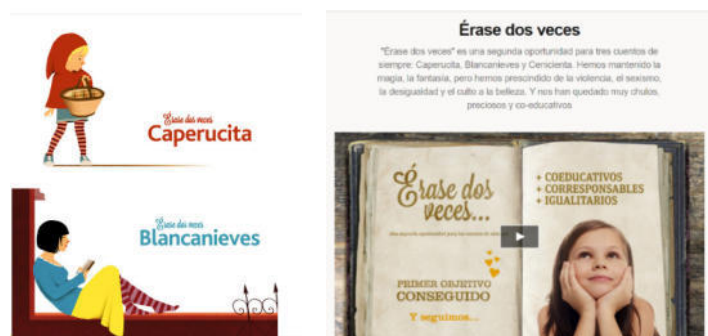 Érase dos veces
Caperucita
Érase dos veces
Blancanieves
Érase dos veces
"Érase dos veces" es una segunda oportunidad para tres cuentos de
siempre: Caperucita, Blancanieves y Cenicienta. Hemos mantenido la
magia, la fantasía, pero hemos prescindido de la violencia, el sexismo,
la desigualdad y el culto a la belleza. Y nos han quedado muy chulos,
preciosos y co-educativos
Érase dos
veces...
PRIMER OBJETIVO
CONSEGUIDO
Y seguimos...
+ COEDUCATIVOS
+ CORRESPONSABLES
+ IGUALITARIOS